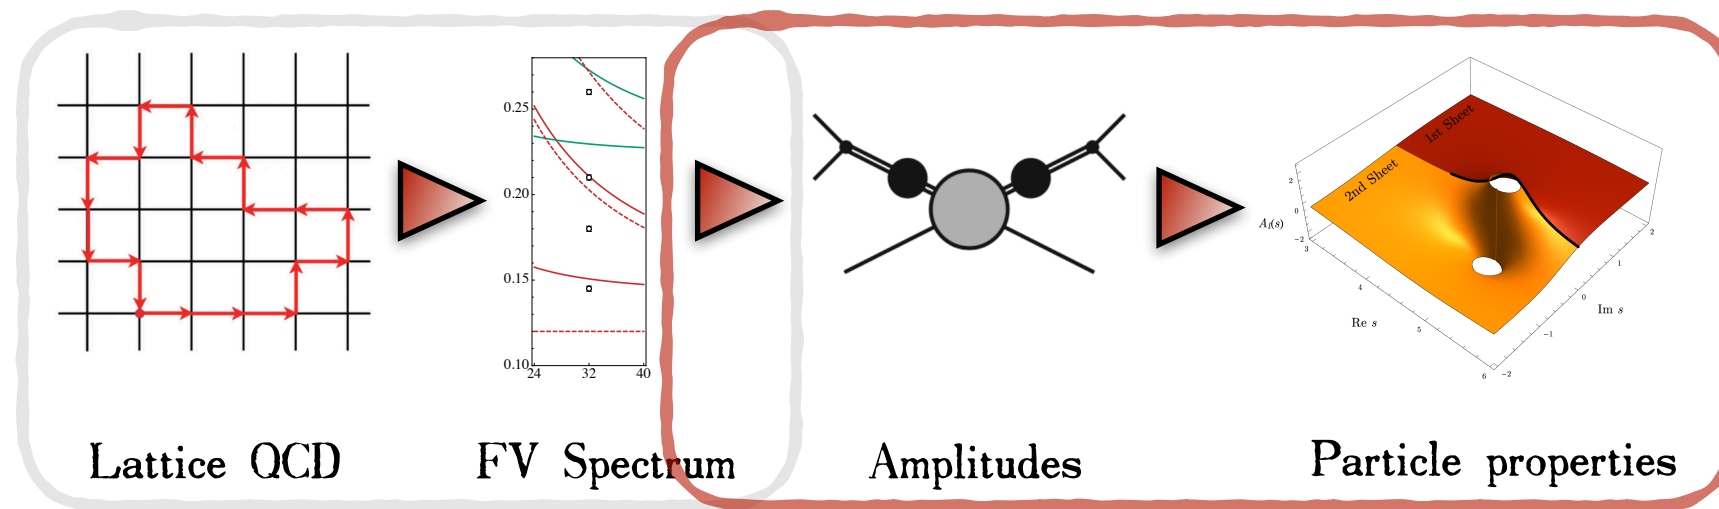 0.25
0.20
0.15
0.10
24 32 40
1st Sheet
2nd Sheet
2
0
−2
A_l(s)
3
4
5
6
Re s
−2
−1
0
1
2
Im s
Lattice QCD
FV Spectrum
Amplitudes
Particle properties